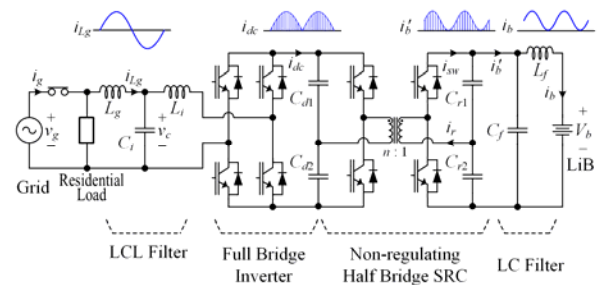 i_Lg
i_dc
i'_b
i_b
i_g
i_Lg
L_g
L_i
i_dc
C_d1
i_sw
i'_b
C_r1
L_f
i_b
+
v_g
−
+
v_c
−
C_i
C_d2
n : 1
i_r
C_r2
C_f
+
V_b
−
LiB
Grid
Residential
Load
LCL Filter
Full Bridge
Inverter
Non-regulating
Half Bridge SRC
LC Filter